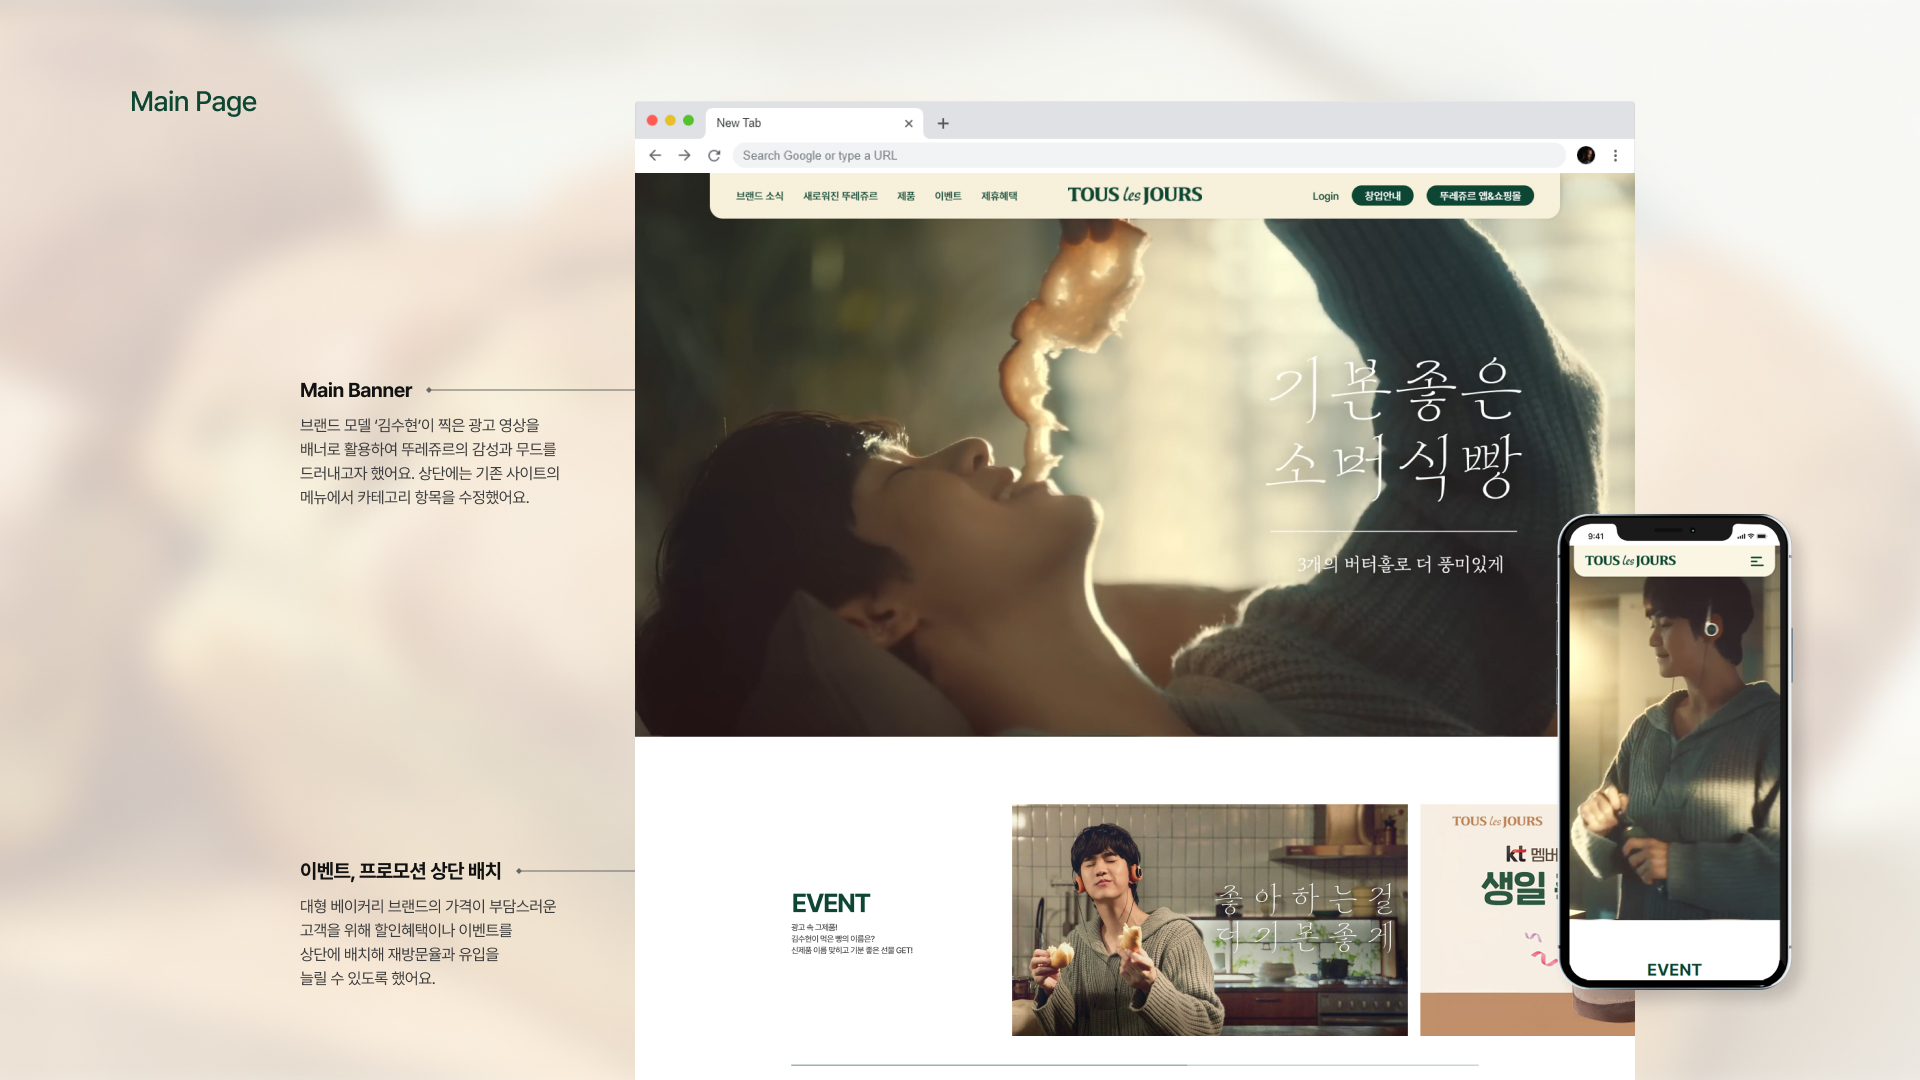 Main Page
Main Banner
브랜드 모델 ‘김수현’이 찍은 광고 영상을
배너로 활용하여 뚜레쥬르의 감성과 무드를
드러내고자 했어요. 상단에는 기존 사이트의
메뉴에서 카테고리 항목을 수정했어요.
이벤트, 프로모션 상단 배치
대형 베이커리 브랜드의 가격이 부담스러운
고객을 위해 할인혜택이나 이벤트를
상단에 배치해 재방문율과 유입을
늘릴 수 있도록 했어요.
New Tab
Search Google or type a URL
브랜드 소식 새로워진 뚜레쥬르 제품 이벤트 제휴혜택 TOUS les JOURS Login 창업안내 뚜레쥬르 앱&쇼핑몰
기본좋은
소버식빵
3개의 버터홀로 더 풍미있게
EVENT
광고 속 그제품!
김수현이 먹은 빵의 이름은?
신제품 이름 맞히고 기분 좋은 선물 GET!
좋아하는걸
더기본좋게
TOUS les JOURS
kt 멤버
생일
9:41
TOUS les JOURS
EVENT